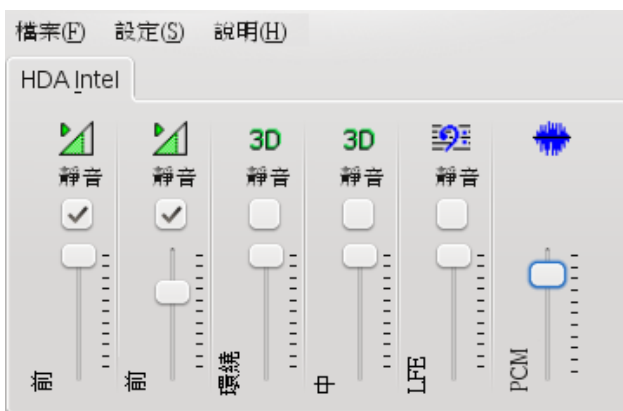 檔案(F) 設定(S) 說明(H)
HDA Intel
3D 3D
靜音 靜音 靜音 靜音 靜音
前 前 環繞 中 LFE PCM